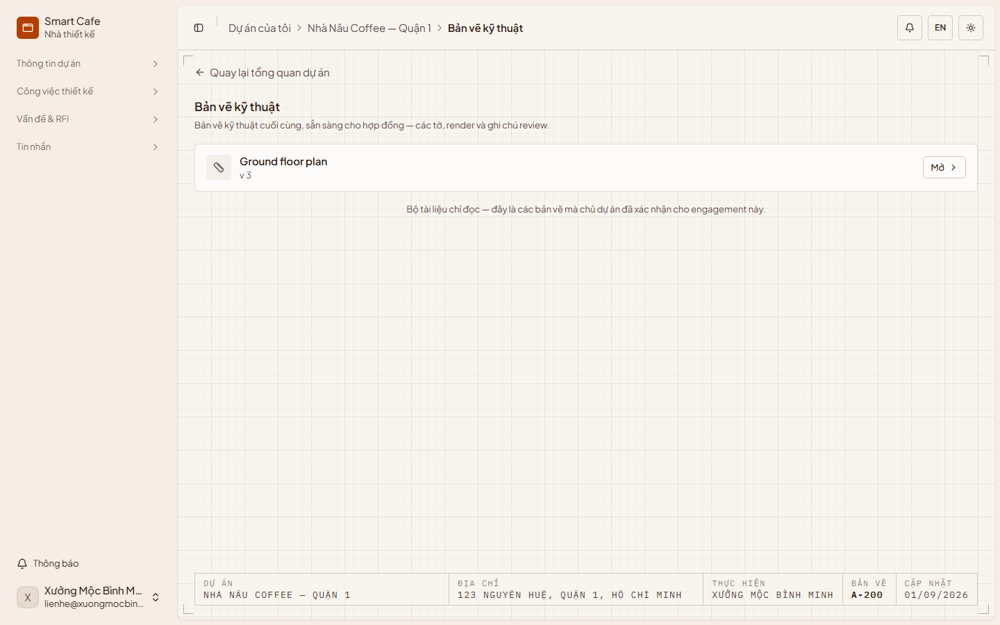 Smart Cafe
Nhà thiết kế
Thông tin dự án
Công việc thiết kế
Vấn đề & RFI
Tin nhắn
Thông báo
X
Xưởng Mộc Bình M...
lienhe@xuongmocbin...
Dự án của tôi > Nhà Nâu Coffee — Quận 1 > Bản vẽ kỹ thuật
EN
Quay lại tổng quan dự án
Bản vẽ kỹ thuật
Bản vẽ kỹ thuật cuối cùng, sẵn sàng cho hợp đồng — các tờ, render và ghi chú review.
Ground floor plan
v 3
Mở
Bộ tài liệu chỉ đọc — đây là các bản vẽ mà chủ dự án đã xác nhận cho engagement này.
DỰ ÁN
NHÀ NÂU COFFEE — QUẬN 1
ĐỊA CHỈ
123 NGUYỄN HUỆ, QUẬN 1, HỒ CHÍ MINH
THỰC HIỆN
XƯỞNG MỘC BÌNH MINH
BẢN VẼ
A-200
CẬP NHẬT
01/09/2026